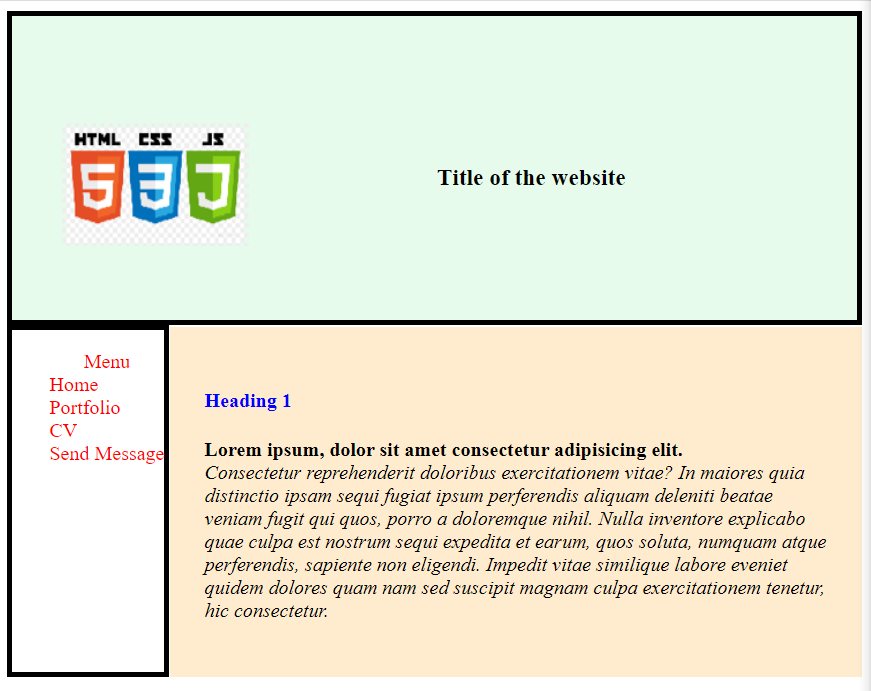 HTML CSS JS
5 3 J
Title of the website
Menu
Home
Portfolio
CV
Send Message
Heading 1
Lorem ipsum, dolor sit amet consectetur adipisicing elit.
Consectetur reprehenderit doloribus exercitationem vitae? In maiores quia
distinctio ipsam sequi fugiat ipsum perferendis aliquam deleniti beatae
veniam fugit qui quos, porro a doloremque nihil. Nulla inventore explicabo
quae culpa est nostrum sequi expedita et earum, quos soluta, numquam atque
perferendis, sapiente non eligendi. Impedit vitae similique labore eveniet
quidem dolores quam nam sed suscipit magnam culpa exercitationem tenetur,
hic consectetur.